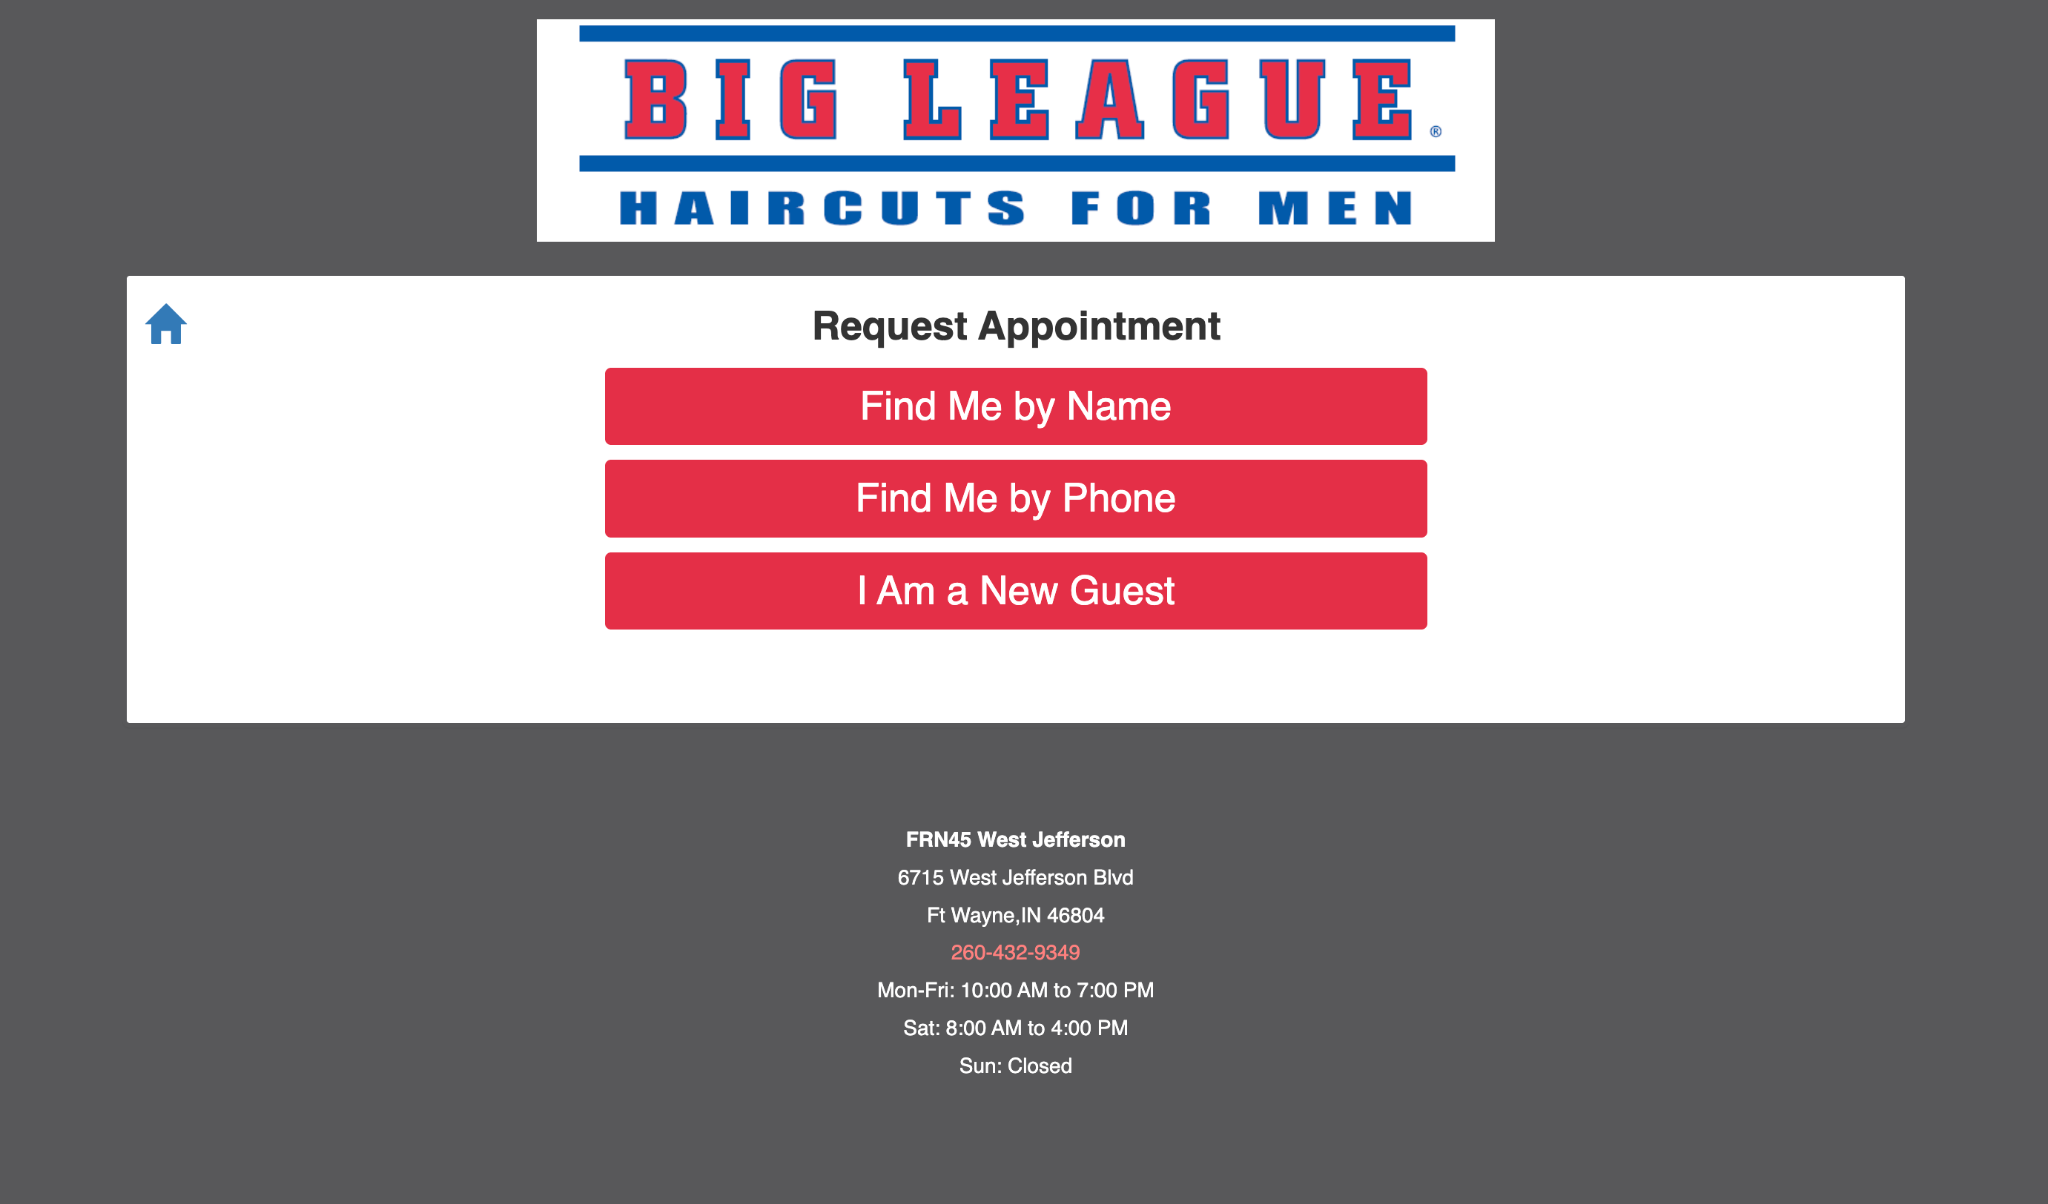 BIG LEAGUE®
HAIRCUTS FOR MEN
Request Appointment
Find Me by Name
Find Me by Phone
I Am a New Guest
FRN45 West Jefferson
6715 West Jefferson Blvd
Ft Wayne,IN 46804
260-432-9349
Mon-Fri: 10:00 AM to 7:00 PM
Sat: 8:00 AM to 4:00 PM
Sun: Closed